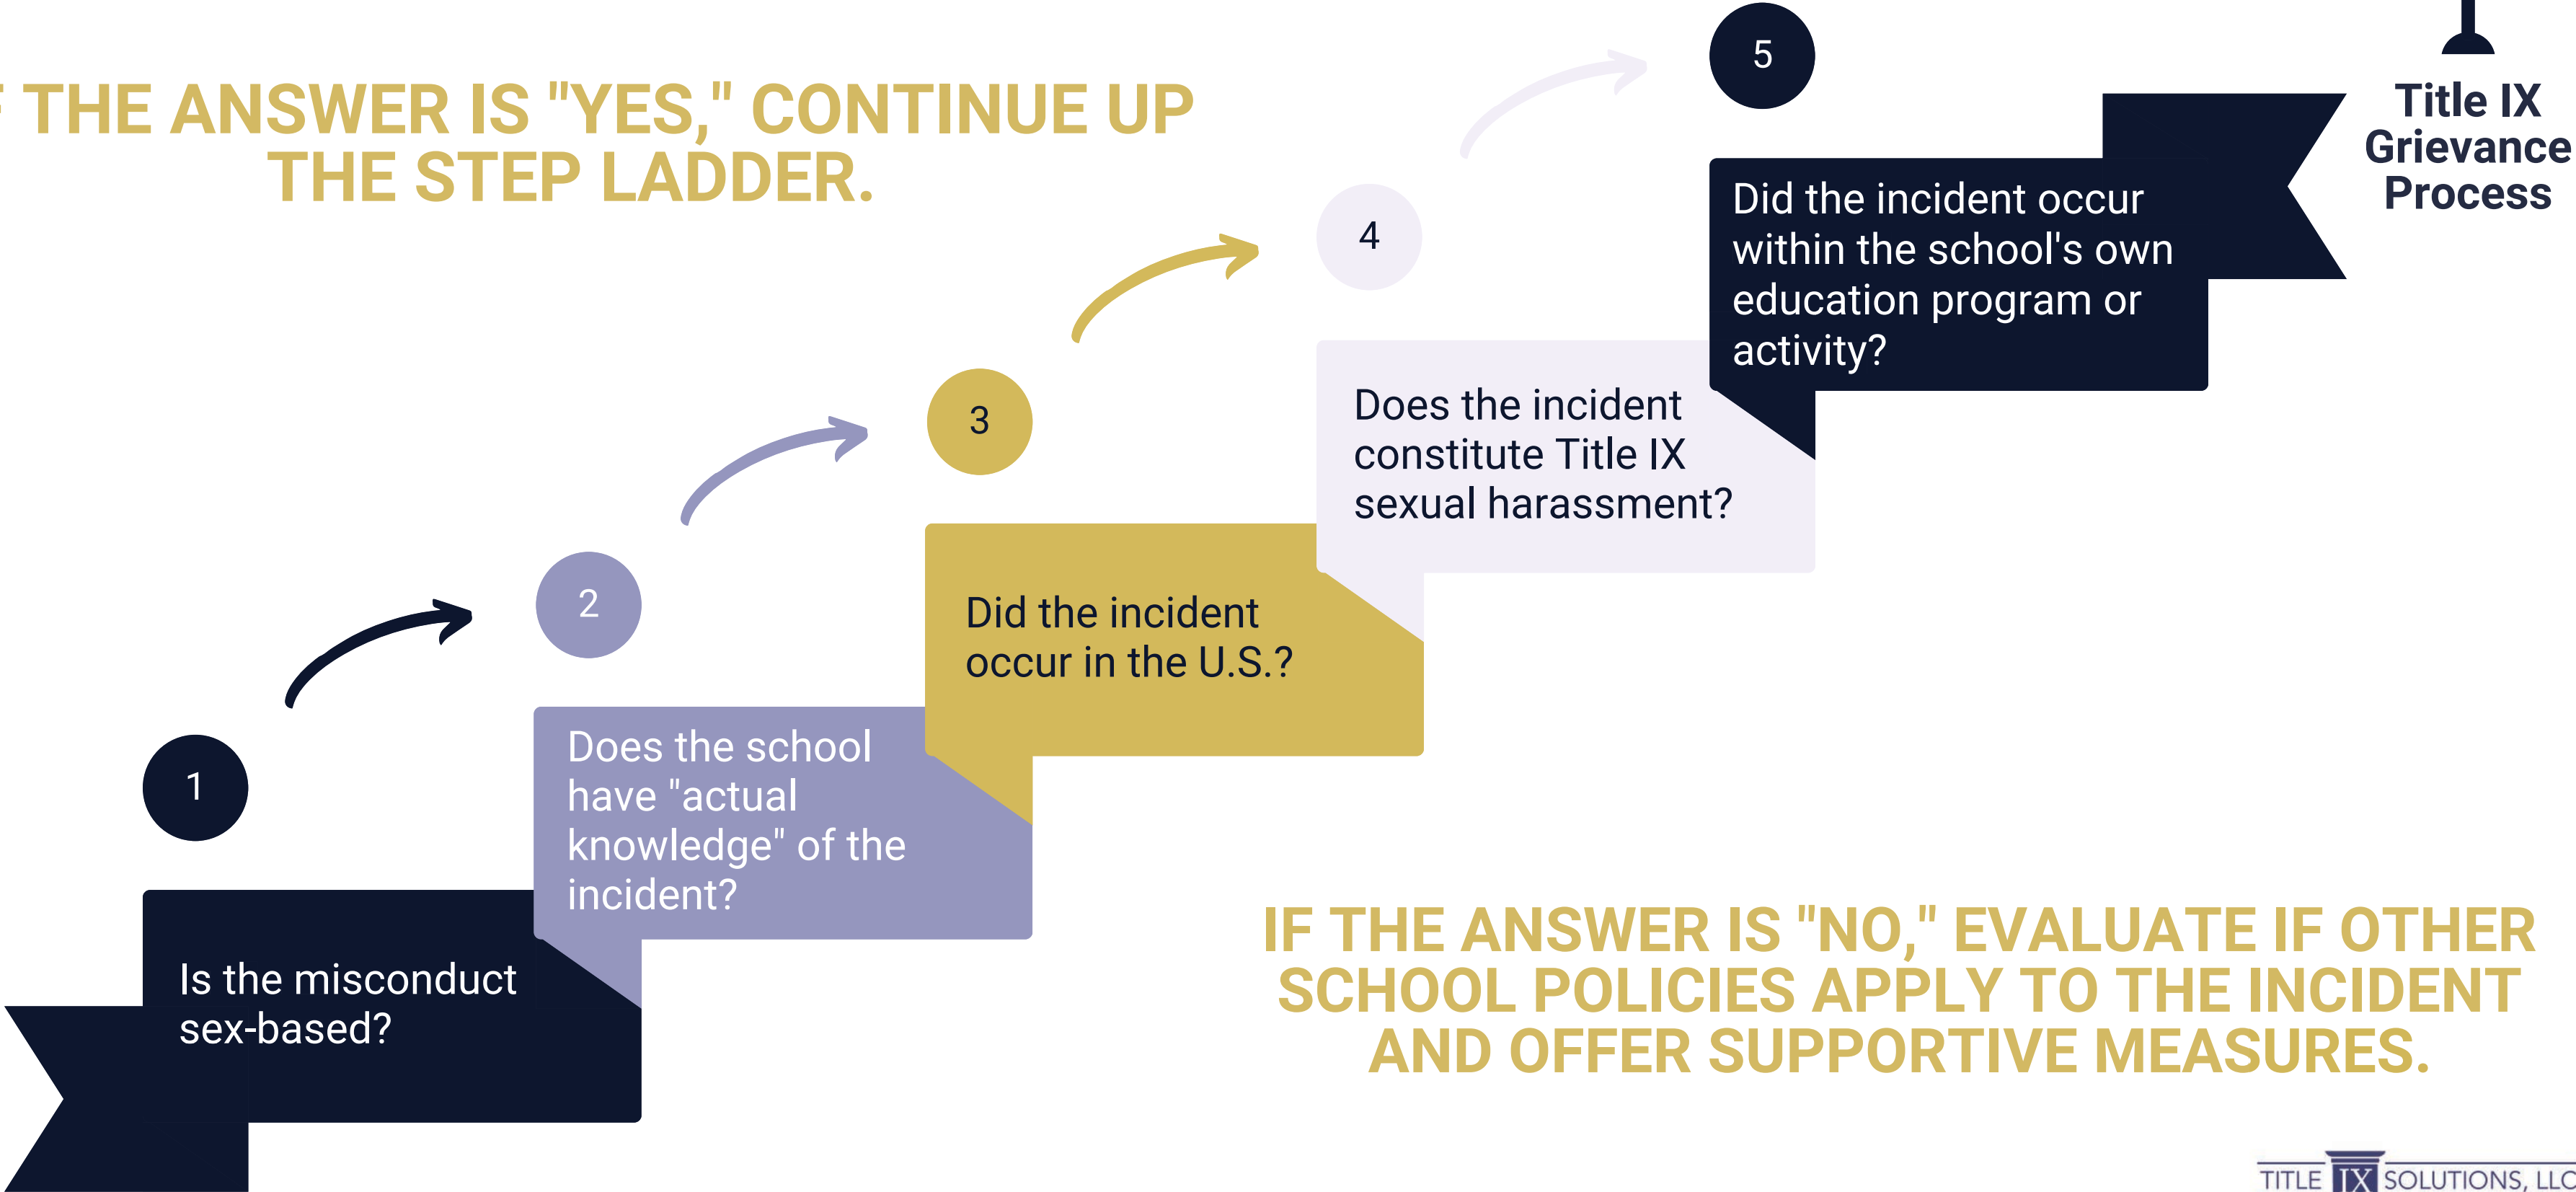 THE ANSWER IS "YES," CONTINUE UP
THE STEP LADDER.
5
Title IX
Grievance
Process
Did the incident occur
within the school's own
education program or
activity?
4
Does the incident
constitute Title IX
sexual harassment?
3
Did the incident
occur in the U.S.?
2
Does the school
have "actual
knowledge" of the
incident?
1
Is the misconduct
sex-based?
IF THE ANSWER IS "NO," EVALUATE IF OTHER
SCHOOL POLICIES APPLY TO THE INCIDENT
AND OFFER SUPPORTIVE MEASURES.
TITLE IX SOLUTIONS, LLC